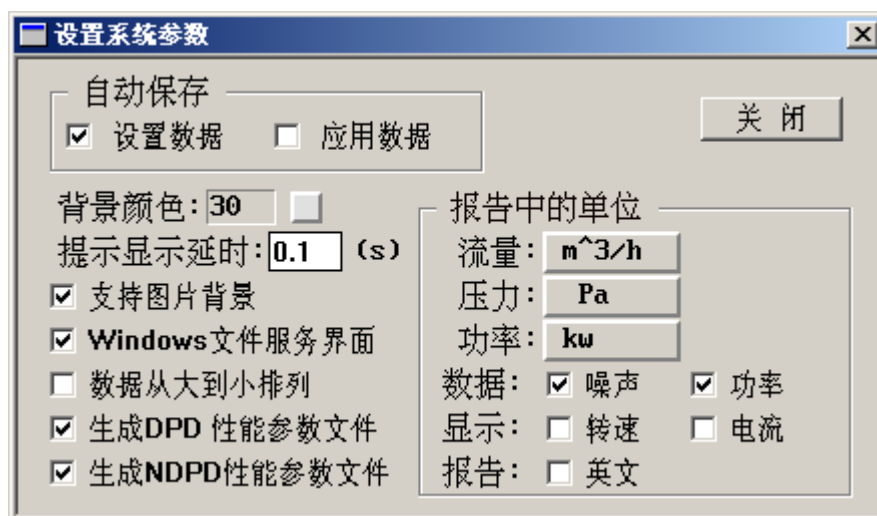 设置系统参数
自动保存
设置数据 应用数据
关 闭
背景颜色: 30
提示显示延时: 0.1 (s)
支持图片背景
Windows文件服务界面
数据从大到小排列
生成DPD 性能参数文件
生成NDPD性能参数文件
报告中的单位
流量: m^3/h
压力: Pa
功率: kw
数据: 噪声 功率
显示: 转速 电流
报告: 英文